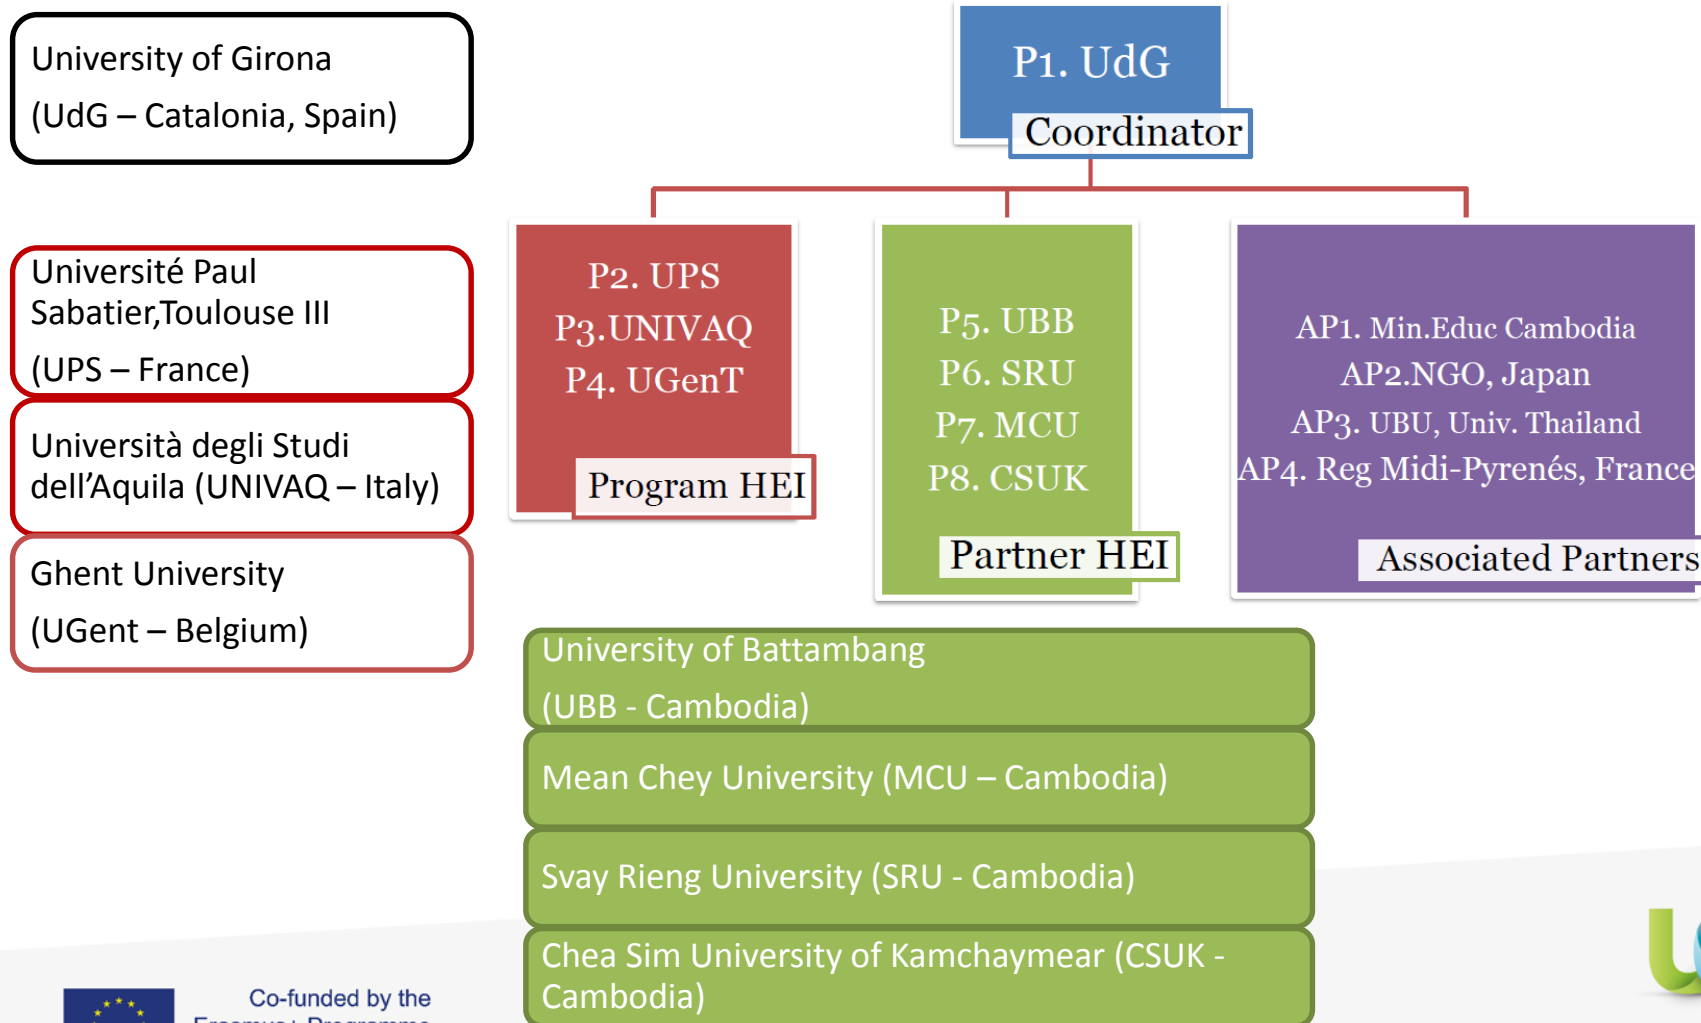 University of Girona
(UdG – Catalonia, Spain)
P1. UdG
Coordinator
Université Paul
Sabatier,Toulouse III
(UPS – France)
Università degli Studi
dell'Aquila (UNIVAQ – Italy)
Ghent University
(UGent – Belgium)
P2. UPS
P3.UNIVAQ
P4. UGenT
Program HEI
P5. UBB
P6. SRU
P7. MCU
P8. CSUK
Partner HEI
AP1. Min.Educ Cambodia
AP2.NGO, Japan
AP3. UBU, Univ. Thailand
AP4. Reg Midi-Pyrenés, France
Associated Partners
University of Battambang
(UBB - Cambodia)
Mean Chey University (MCU – Cambodia)
Svay Rieng University (SRU - Cambodia)
Chea Sim University of Kamchaymear (CSUK -
Cambodia)
Co-funded by the
Erasmus+ Programme